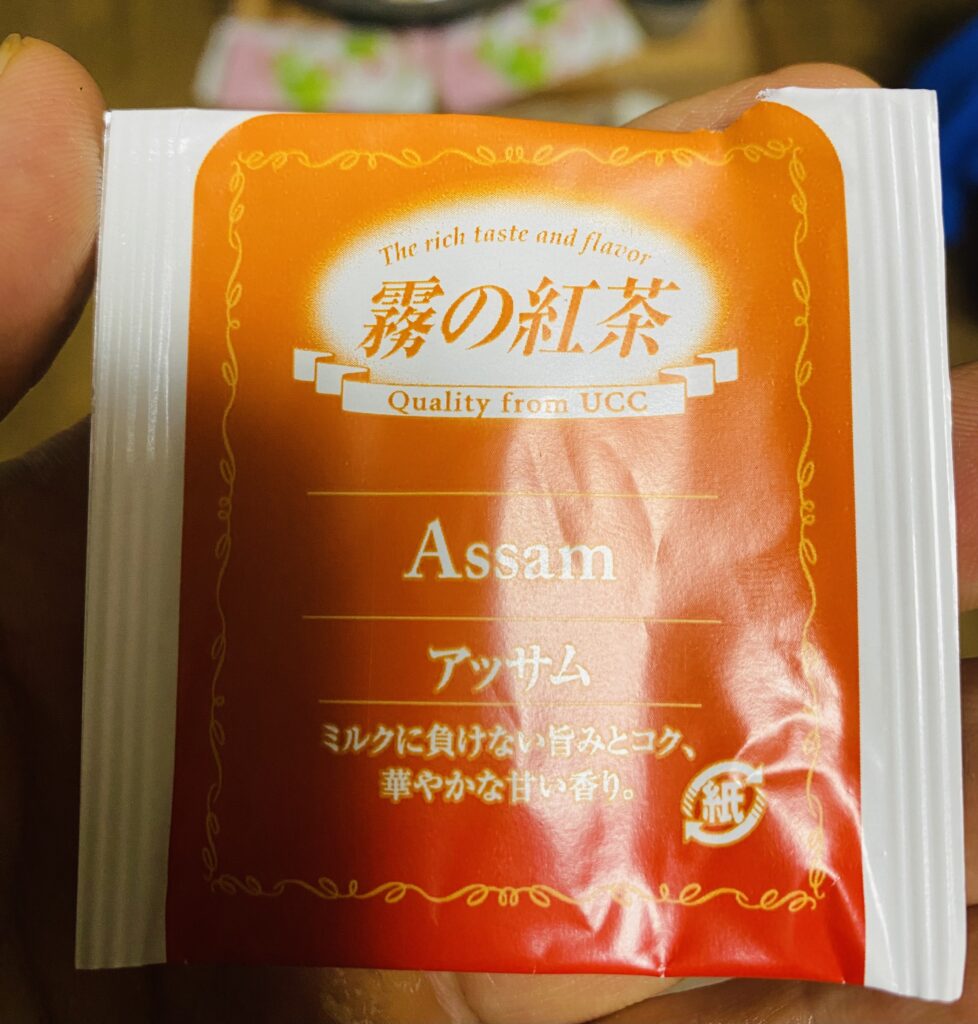 The rich taste and flavor
霧の紅茶
Quality from UCC
Assam
アッサム
ミルクに負けない旨みとコク、
華やかな甘い香り。
紙